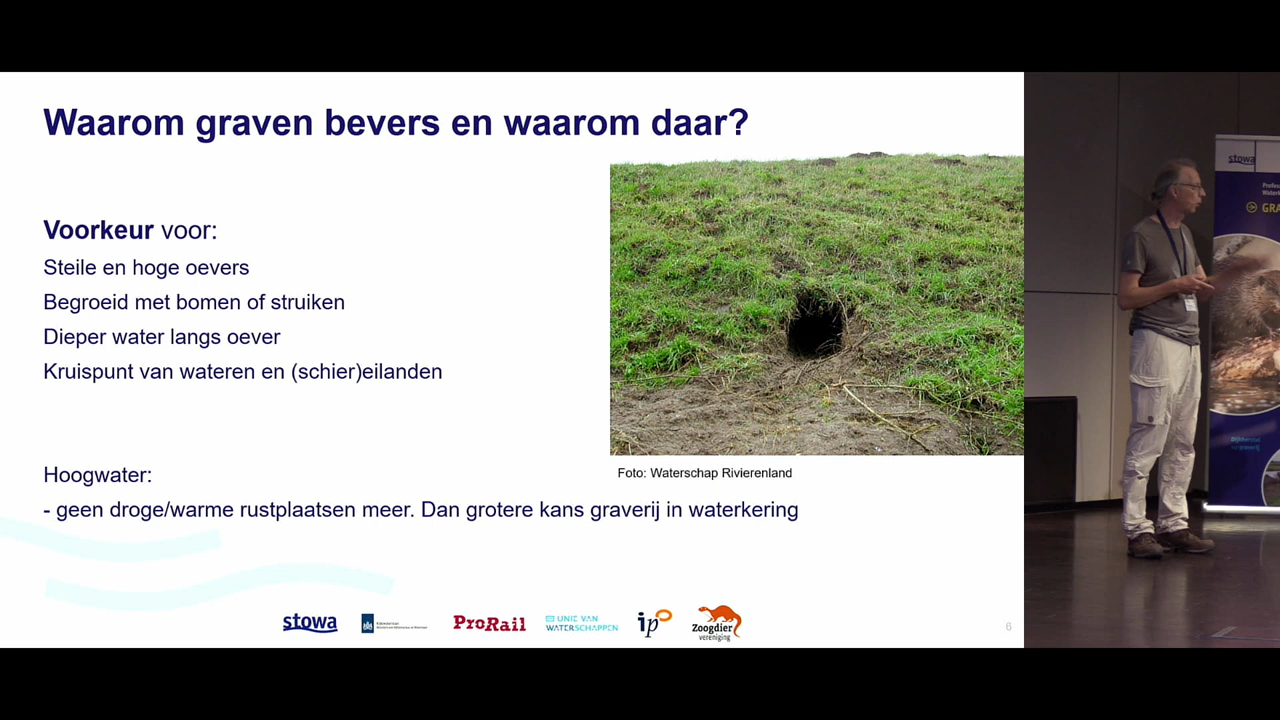 Waarom graven bevers en waarom daar?
Voorkeur voor:
Steile en hoge oevers
Begroeid met bomen of struiken
Dieper water langs oever
Kruispunt van wateren en (schier)eilanden
Foto: Waterschap Rivierenland
Hoogwater:
- geen droge/warme rustplaatsen meer. Dan grotere kans graverij in waterkering
stowa
ProRail
UNIE VAN
WATERSCHAPPEN
ip
Zoogdier
vereniging
6
stowa
GRA